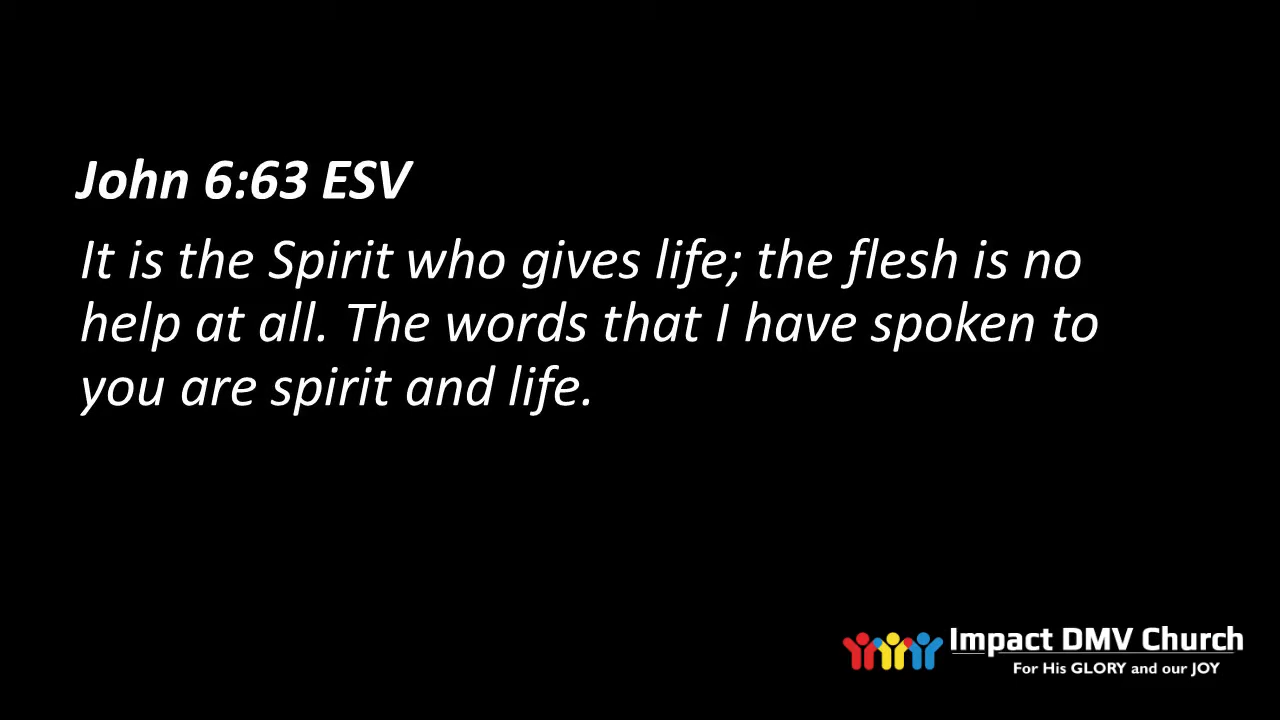 John 6:63 ESV
It is the Spirit who gives life; the flesh is no
help at all. The words that I have spoken to
you are spirit and life.
Impact DMV Church
For His GLORY and our JOY